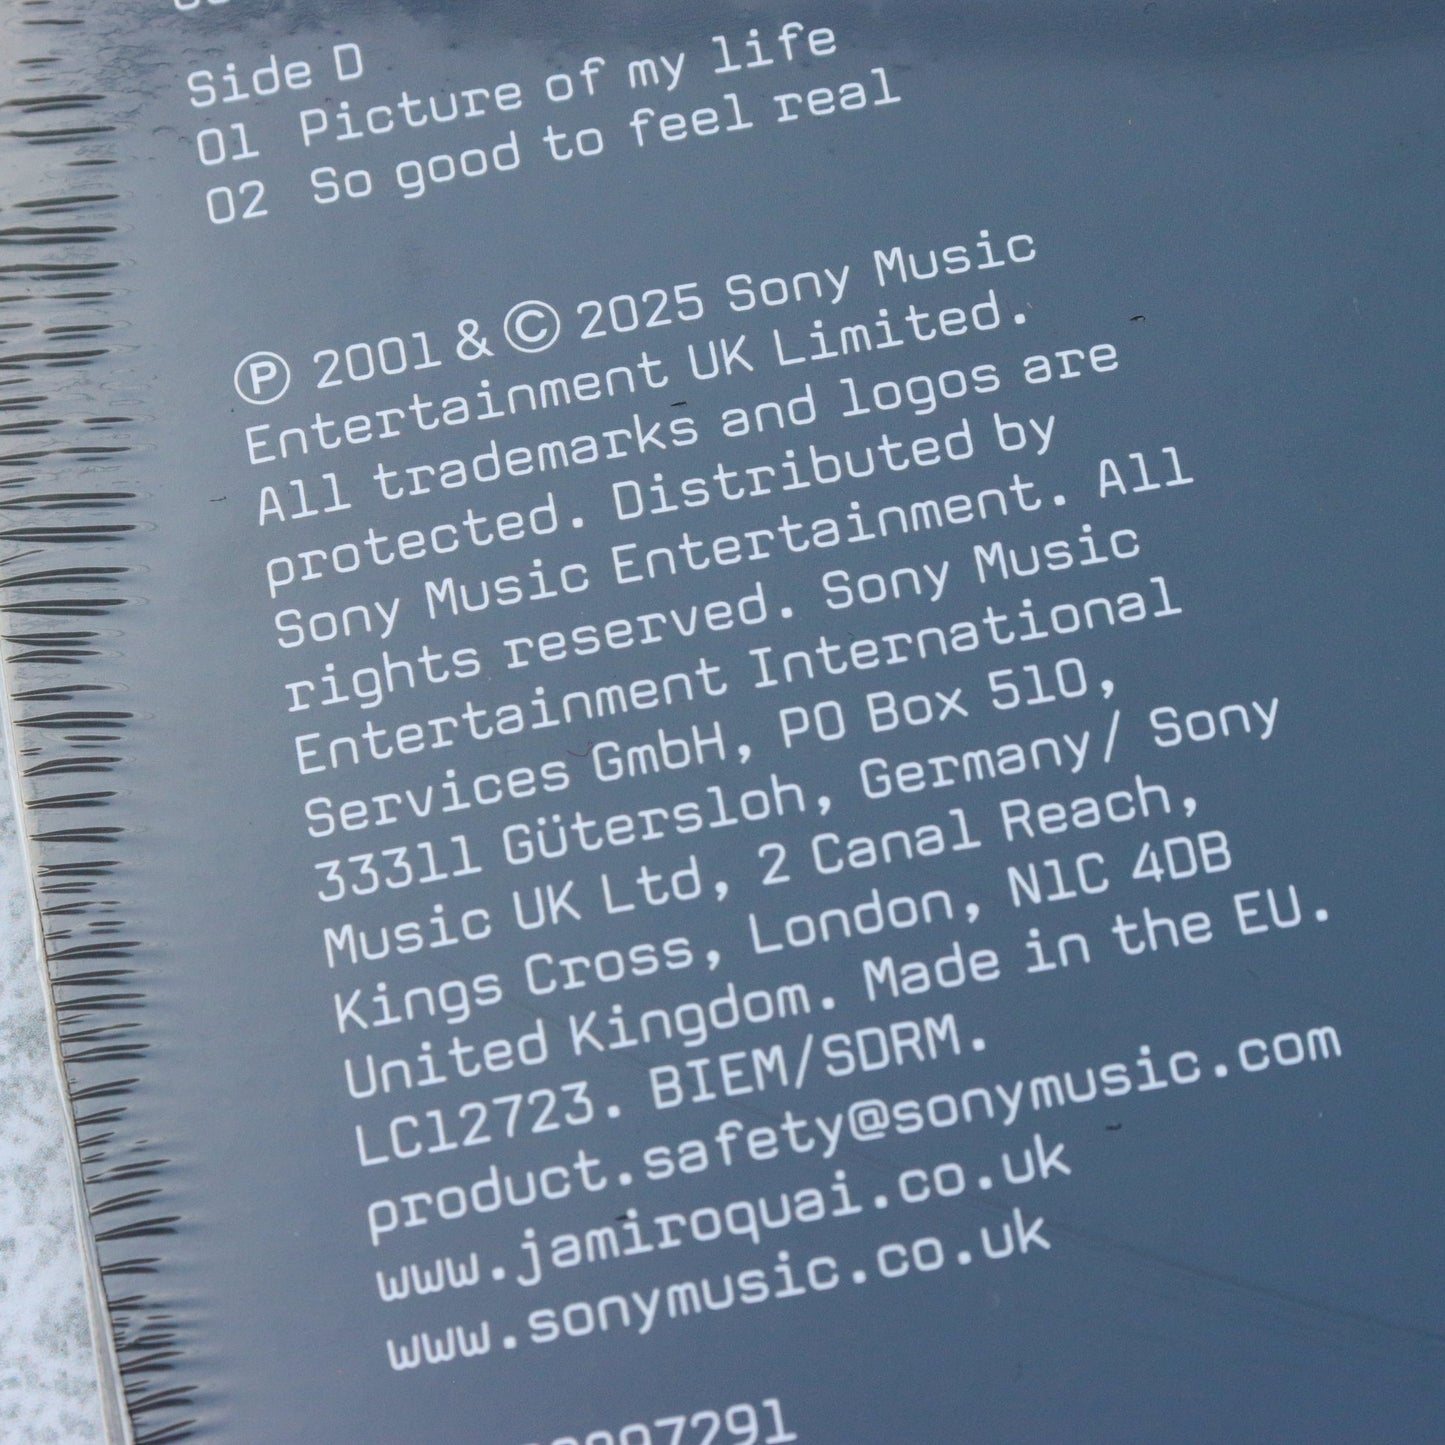 Side D
01 Picture of my life
02 So good to feel real
℗ 2001 & © 2025 Sony Music
Entertainment UK Limited.
All trademarks and logos are
protected. Distributed by
Sony Music Entertainment. All
rights reserved. Sony Music
Entertainment International
Services GmbH, PO Box 510,
33311 Gütersloh, Germany/ Sony
Music UK Ltd, 2 Canal Reach,
Kings Cross, London, N1C 4DB
United Kingdom. Made in the EU.
LC12723. BIEM/SDRM.
product.safety@sonymusic.com
www.jamiroquai.co.uk
www.sonymusic.co.uk